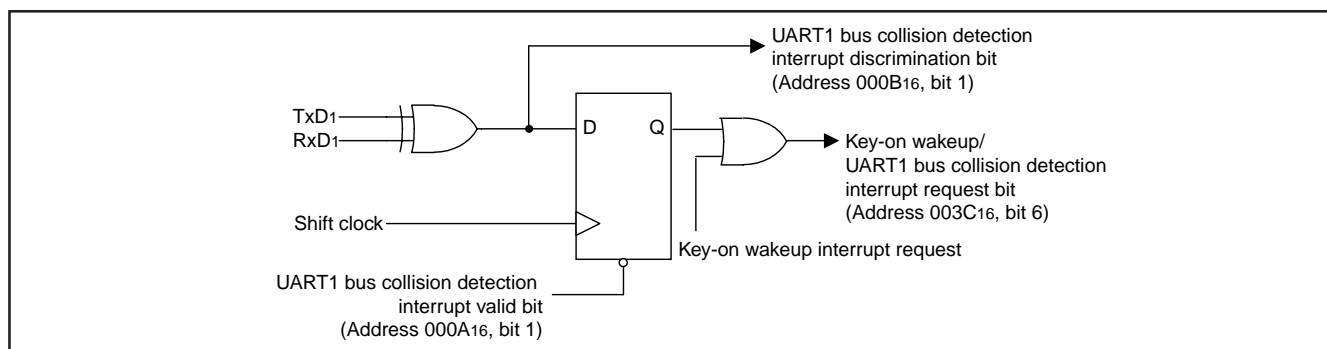 UART1 bus collision detection
interrupt discrimination bit
(Address 000B16, bit 1)
TxD1
RxD1
D
Q
Key-on wakeup/
UART1 bus collision detection
interrupt request bit
(Address 003C16, bit 6)
Shift clock
Key-on wakeup interrupt request
UART1 bus collision detection
interrupt valid bit
(Address 000A16, bit 1)